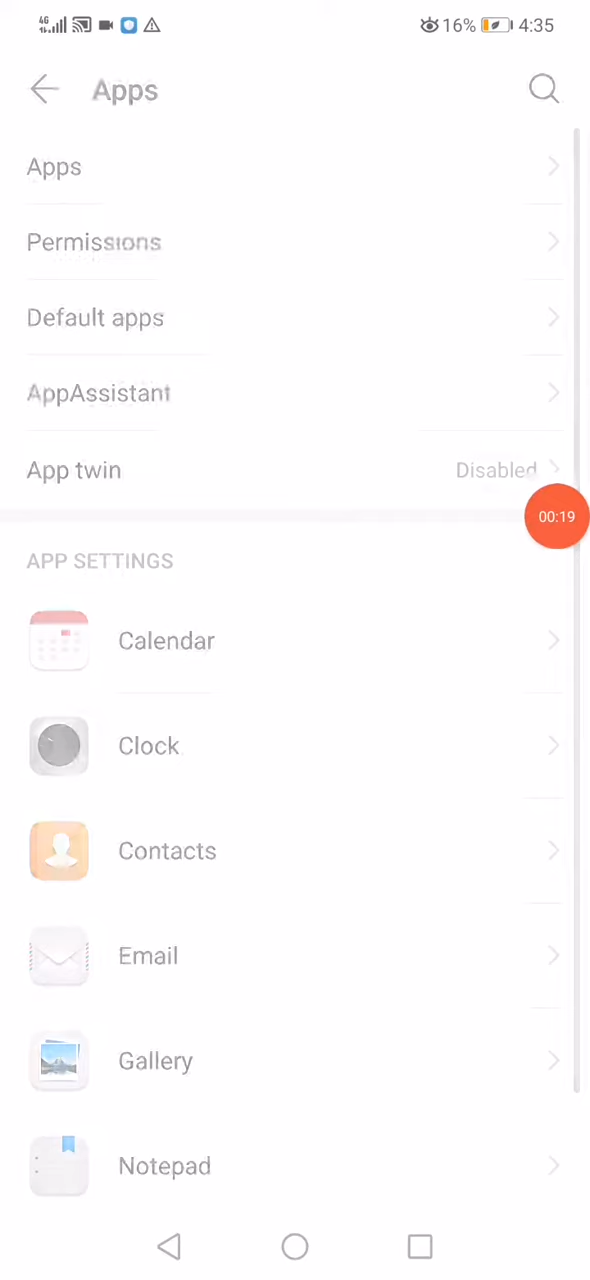 4G 16% 4:35
Apps
Apps
Permissions
Default apps
AppAssistant
App twin Disabled
00:19
APP SETTINGS
Calendar
Clock
Contacts
Email
Gallery
Notepad